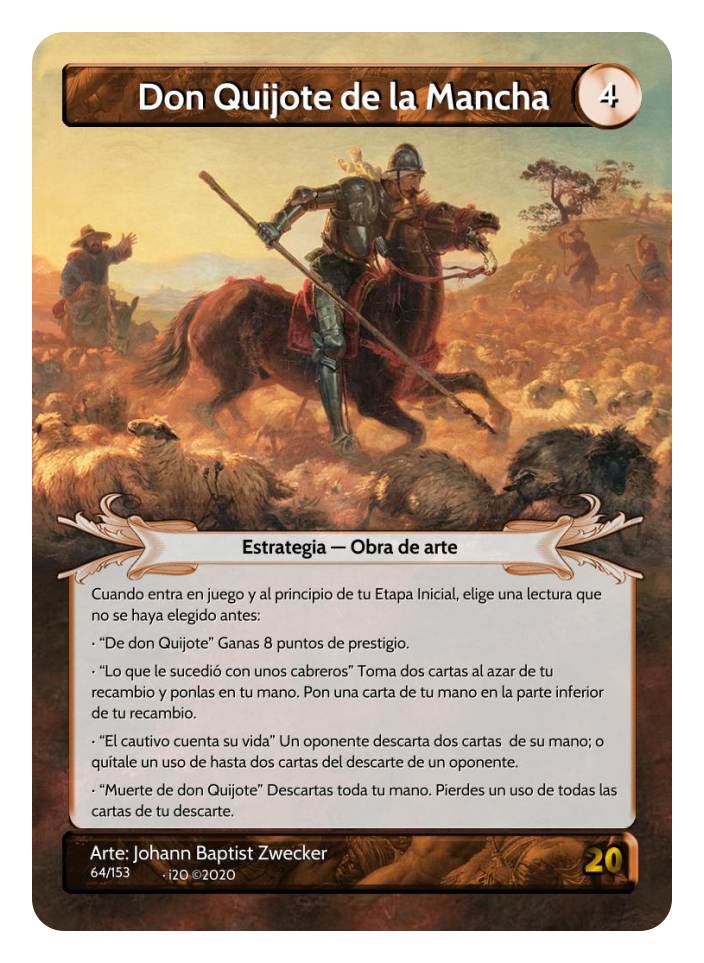 Don Quijote de la Mancha
4
Estrategia — Obra de arte
Cuando entra en juego y al principio de tu Etapa Inicial, elige una lectura que
no se haya elegido antes:
· “De don Quijote” Ganas 8 puntos de prestigio.
· “Lo que le sucedió con unos cabreros” Toma dos cartas al azar de tu
recambio y ponlas en tu mano. Pon una carta de tu mano en la parte inferior
de tu recambio.
· “El cautivo cuenta su vida” Un oponente descarta dos cartas  de su mano; o
quítale un uso de hasta dos cartas del descarte de un oponente.
· “Muerte de don Quijote” Descartas toda tu mano. Pierdes un uso de todas las
cartas de tu descarte.
Arte: Johann Baptist Zwecker
64/153 · i20 ©2020
20